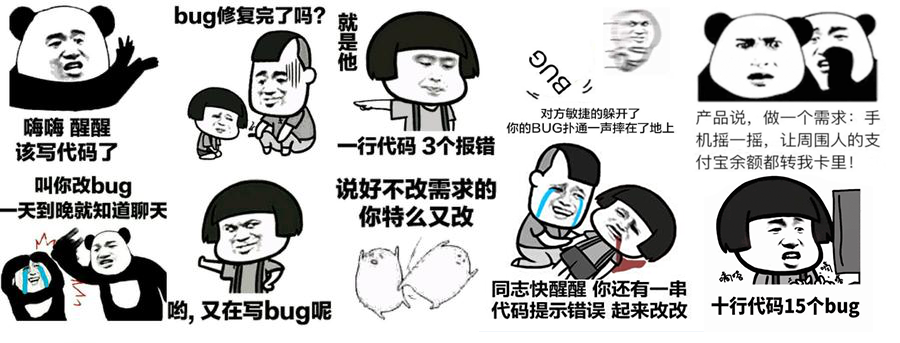 嗨嗨 醒醒
该写代码了
bug修复完了吗?
就是他
一行代码 3个报错
BUG
对方敏捷的躲开了
你的BUG扑通一声摔在了地上
产品说，做一个需求：手
机摇一摇，让周围人的支
付宝余额都转我卡里！
叫你改bug
一天到晚就知道聊天
哟, 又在写bug呢
说好不改需求的
你特么又改
同志快醒醒 你还有一串
代码提示错误 起来改改
十行代码15个bug